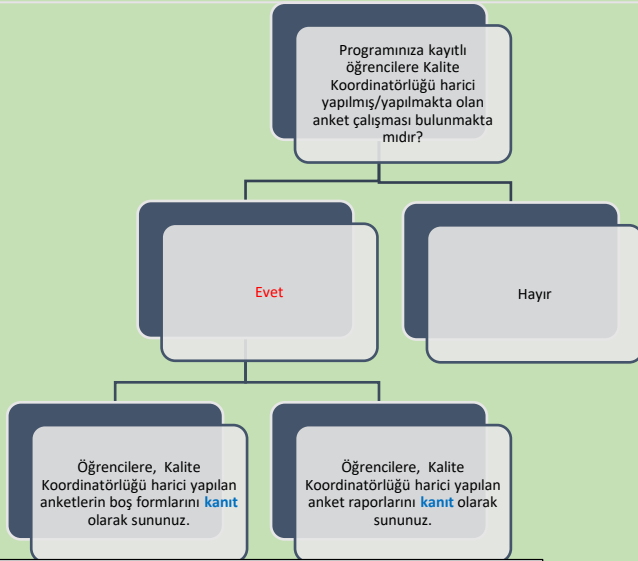 Programınıza kayıtlı
öğrencilere Kalite
Koordinatörlüğü harici
yapılmış/yapılmakta olan
anket çalışması bulunmakta
mıdır?
Evet
Hayır
Öğrencilere, Kalite
Koordinatörlüğü harici yapılan
anketlerin boş formlarını kanıt
olarak sununuz.
Öğrencilere, Kalite
Koordinatörlüğü harici yapılan
anket raporlarını kanıt olarak
sununuz.